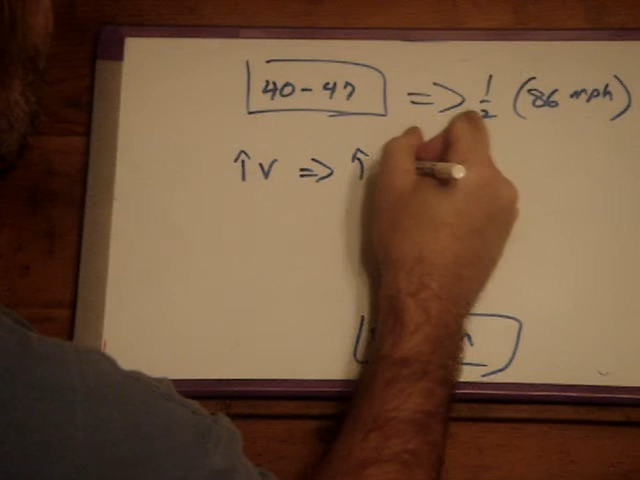 40-47 => 1/2 (86 mph)
↑V => ↑